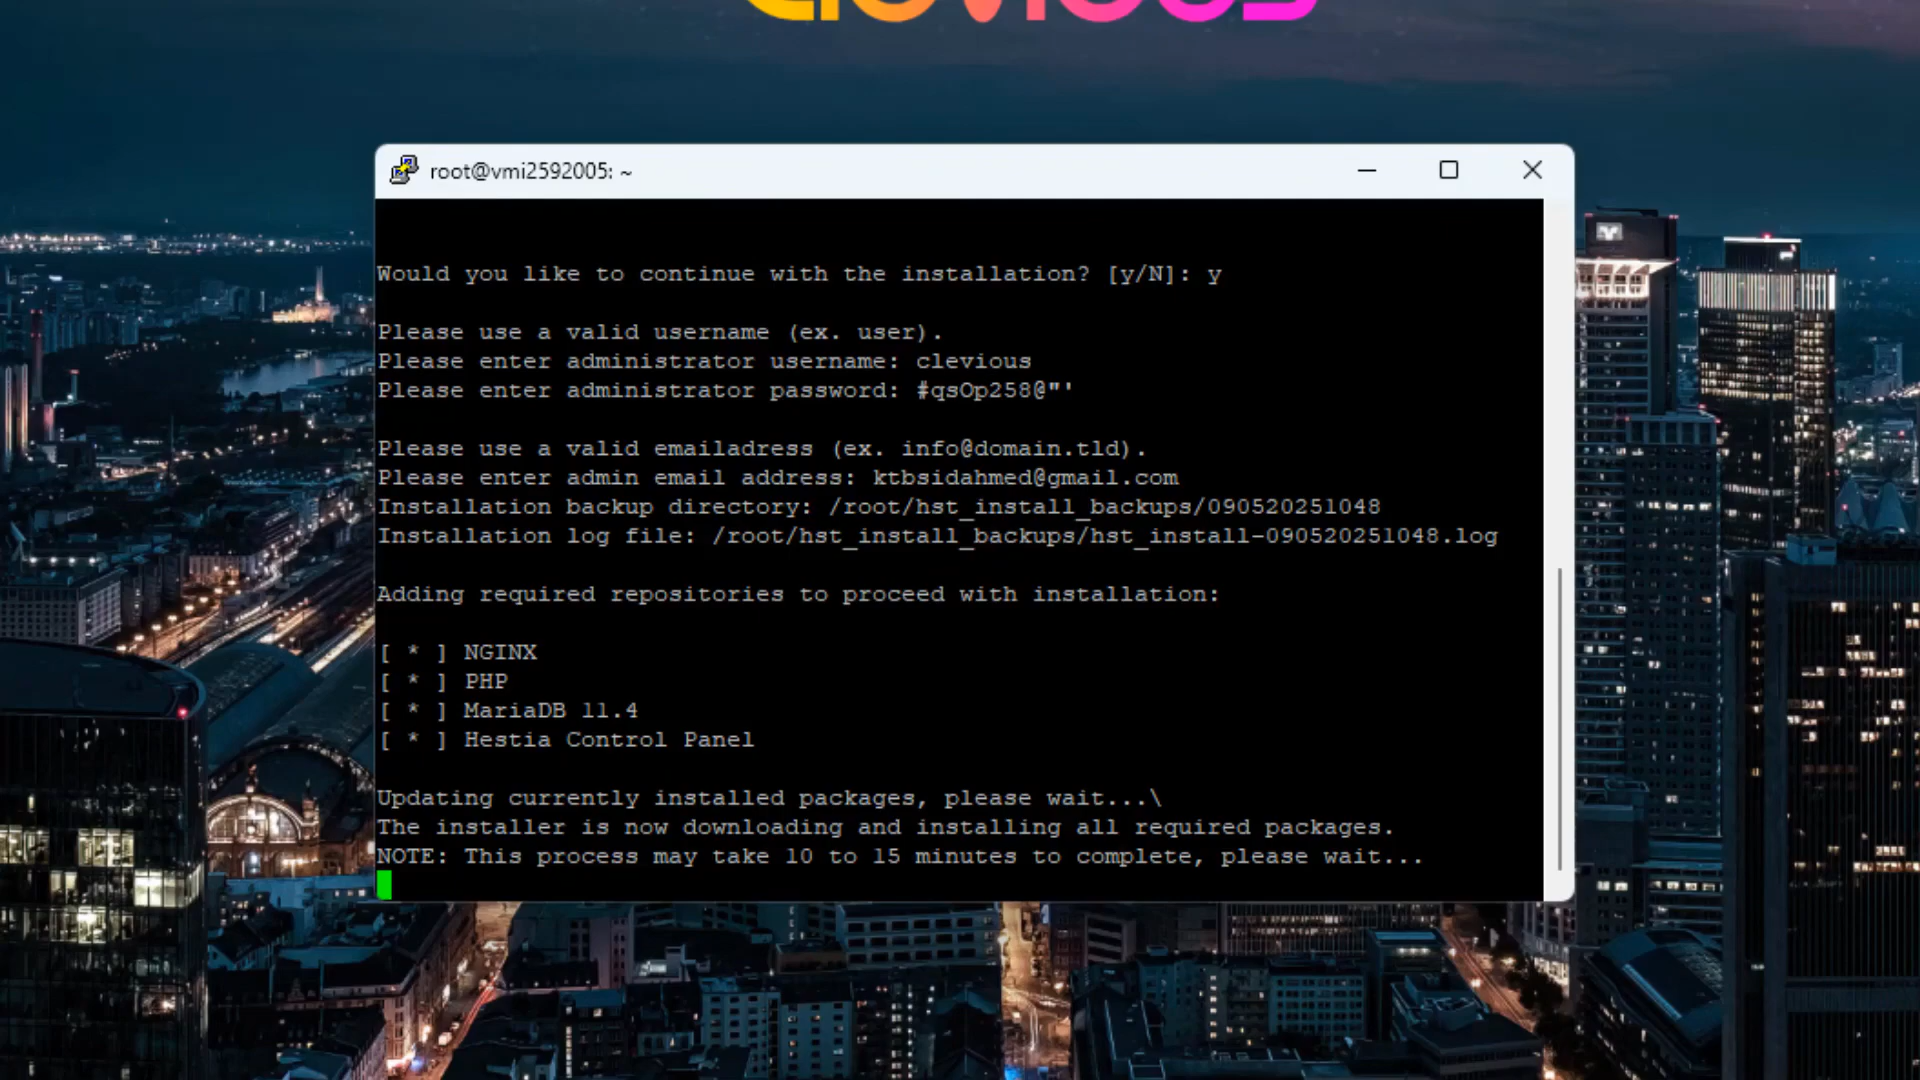 clevious
root@vmi2592005: ~
Would you like to continue with the installation? [y/N]: y
Please use a valid username (ex. user).
Please enter administrator username: clevious
Please enter administrator password: #qsOp258@"'
Please use a valid emailadress (ex. info@domain.tld).
Please enter admin email address: ktbsidahmed@gmail.com
Installation backup directory: /root/hst_install_backups/090520251048
Installation log file: /root/hst_install_backups/hst_install-090520251048.log
Adding required repositories to proceed with installation:
[ * ] NGINX
[ * ] PHP
[ * ] MariaDB 11.4
[ * ] Hestia Control Panel
Updating currently installed packages, please wait...\
The installer is now downloading and installing all required packages.
NOTE: This process may take 10 to 15 minutes to complete, please wait...